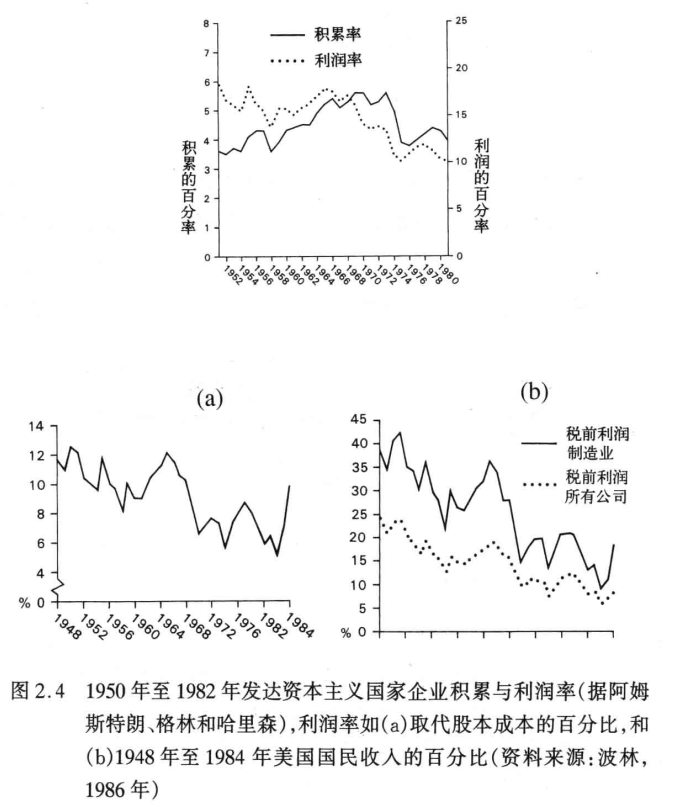 积累率
利润率
8
7
6
5
4
3
2
1
0
积累的百分率
25
20
15
10
5
0
利润的百分率
1952 1954 1956 1958 1960 1962 1964 1966 1968 1970 1972 1974 1976 1978 1980
(a)
14
12
10
8
6
4
% 0
1948 1952 1956 1960 1964 1968 1972 1976 1982 1984
(b)
45
40
35
30
25
20
15
10
5
% 0
税前利润
制造业
税前利润
所有公司
图 2.4 1950 年至 1982 年发达资本主义国家企业积累与利润率(据阿姆
斯特朗、格林和哈里森),利润率如(a)取代股本成本的百分比,和
(b)1948 年至 1984 年美国国民收入的百分比(资料来源:波林,
1986 年)